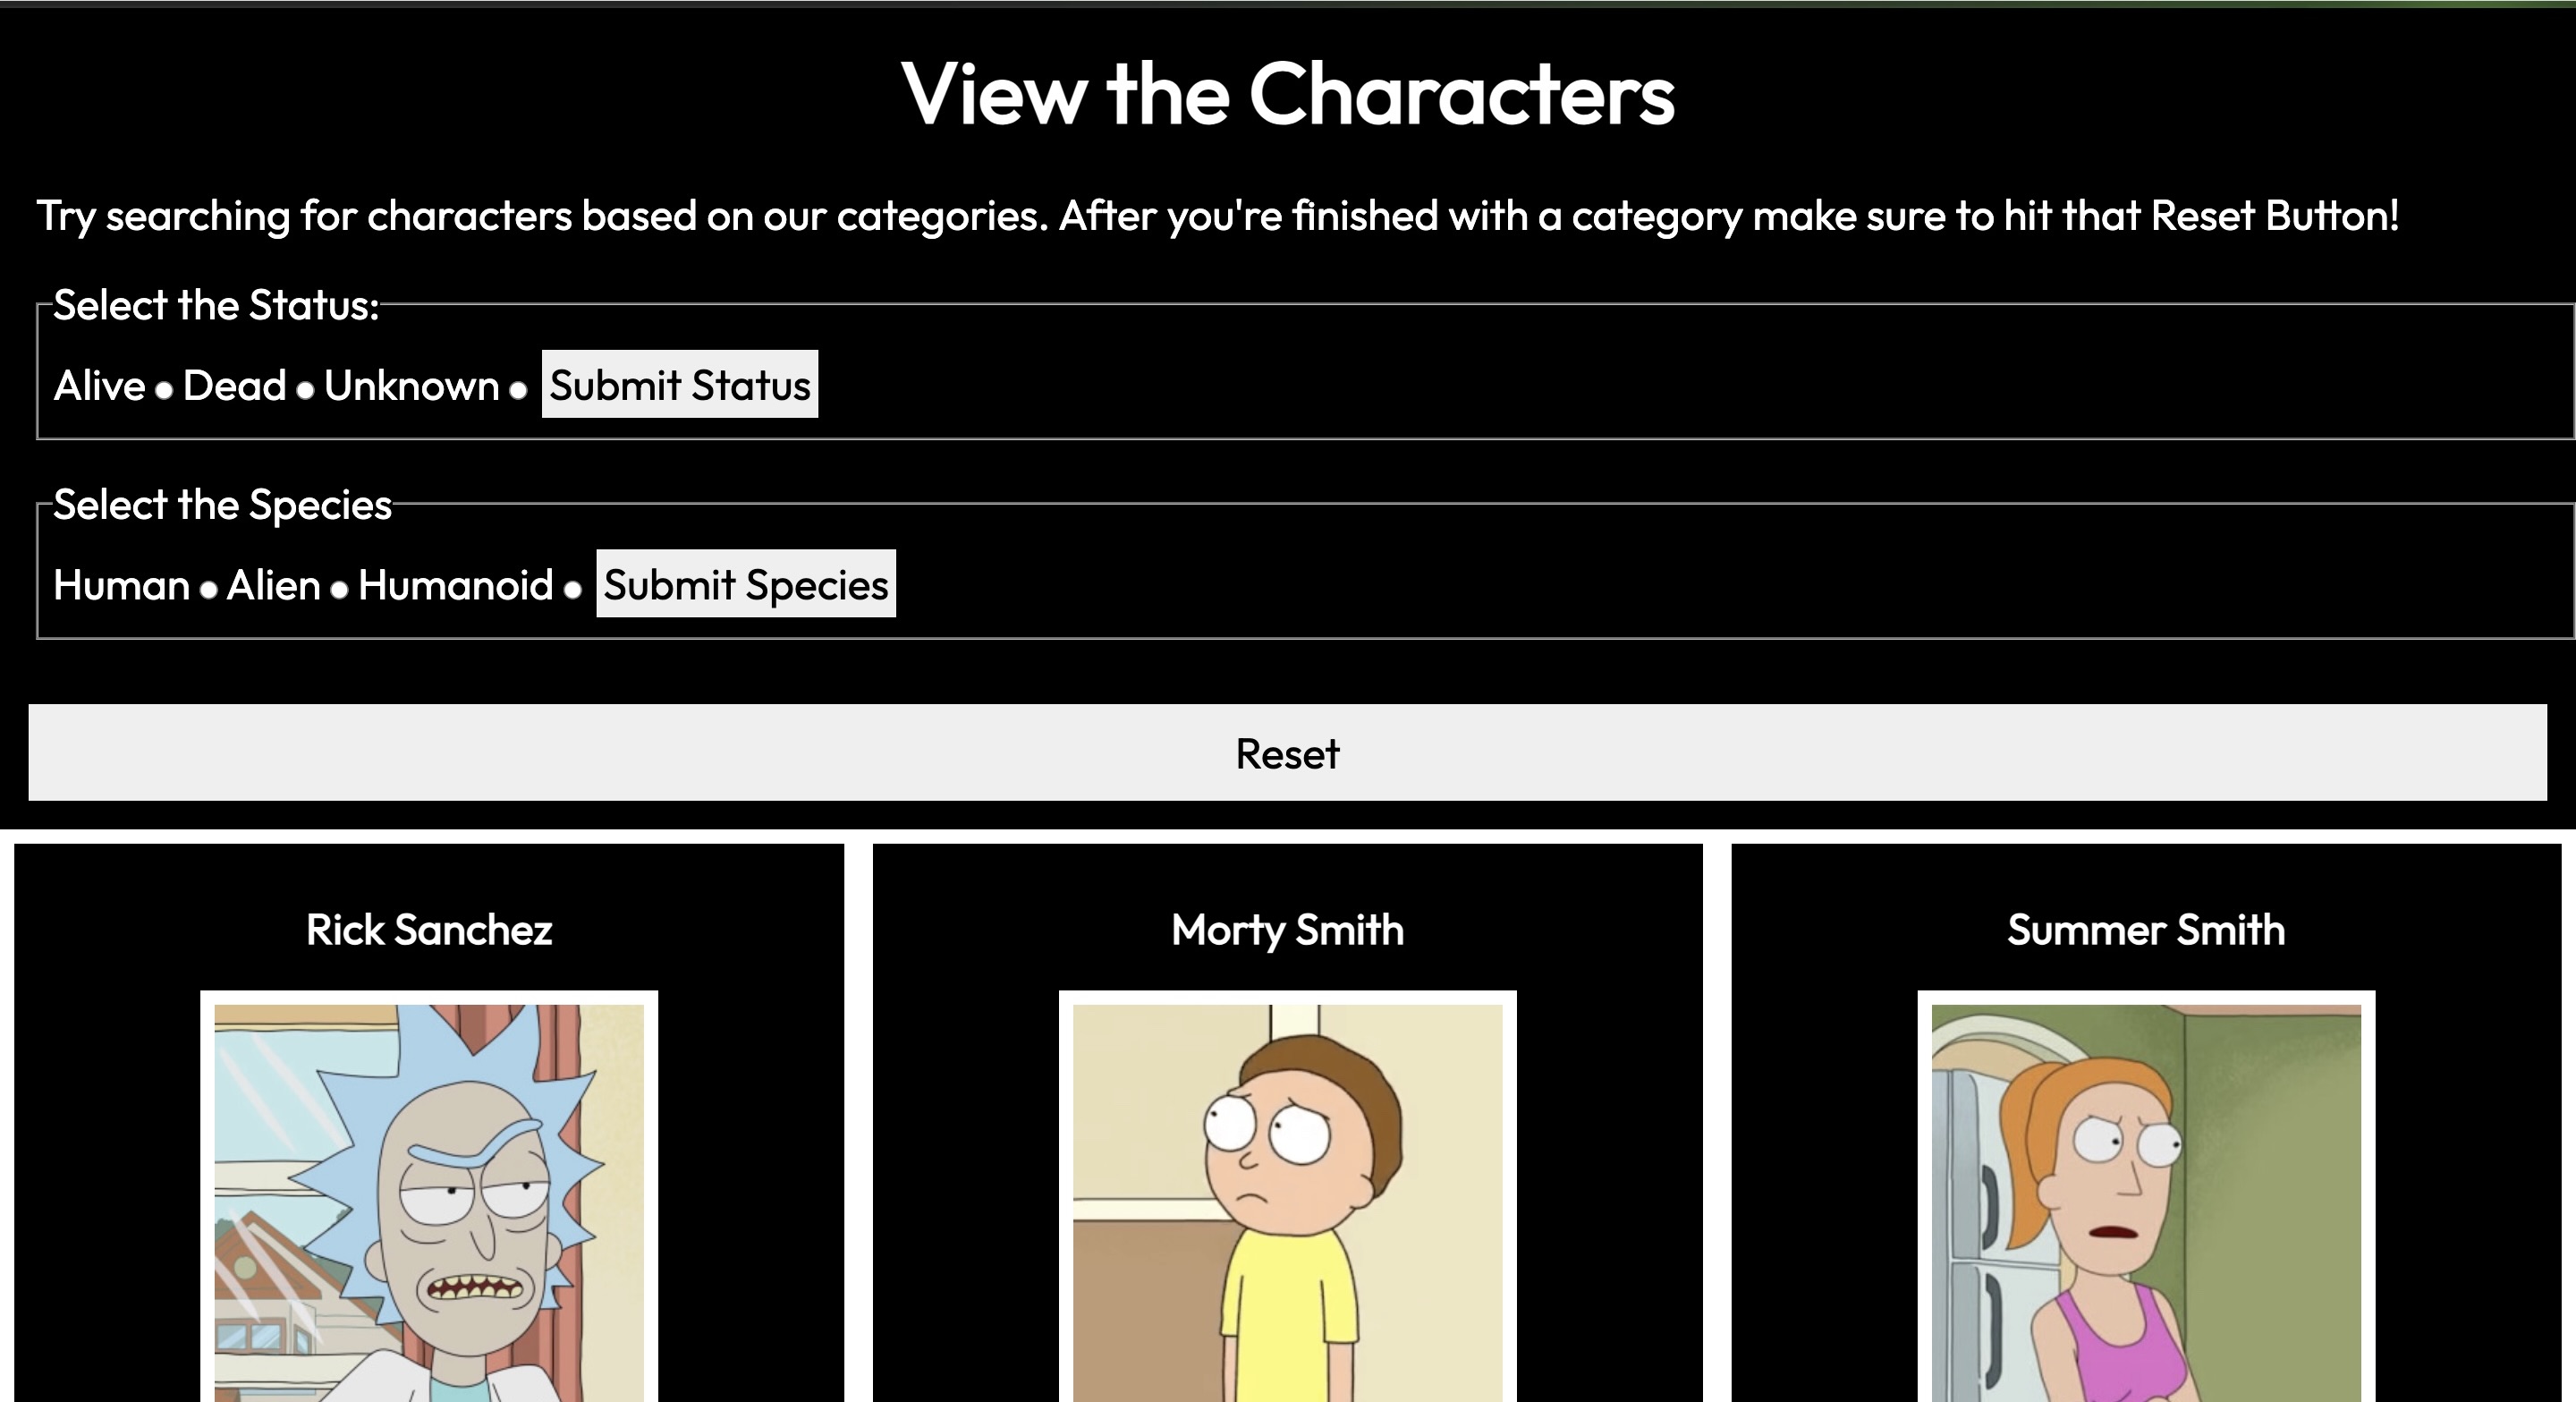 View the Characters
Try searching for characters based on our categories. After you're finished with a category make sure to hit that Reset Button!
Select the Status:
Alive Dead Unknown Submit Status
Select the Species
Human Alien Humanoid Submit Species
Reset
Rick Sanchez Morty Smith Summer Smith